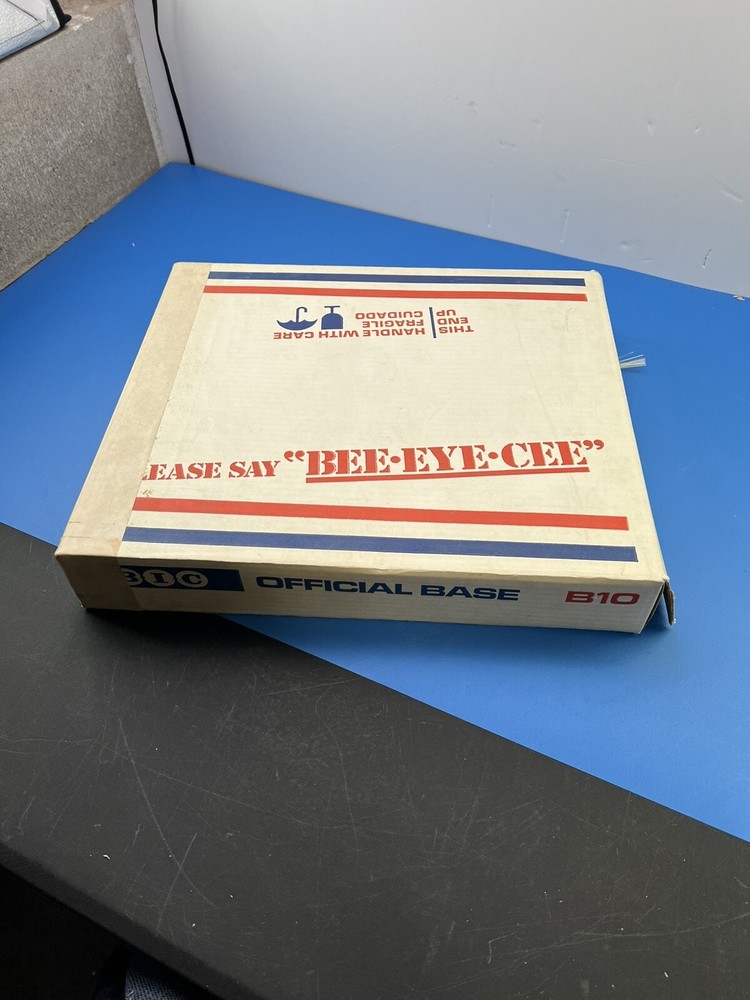 THIS
END
UP
HANDLE WITH CARE
FRAGILE
CUIDADO
EASE SAY "BEE•EYE•CEE"
BIC OFFICIAL BASE B10